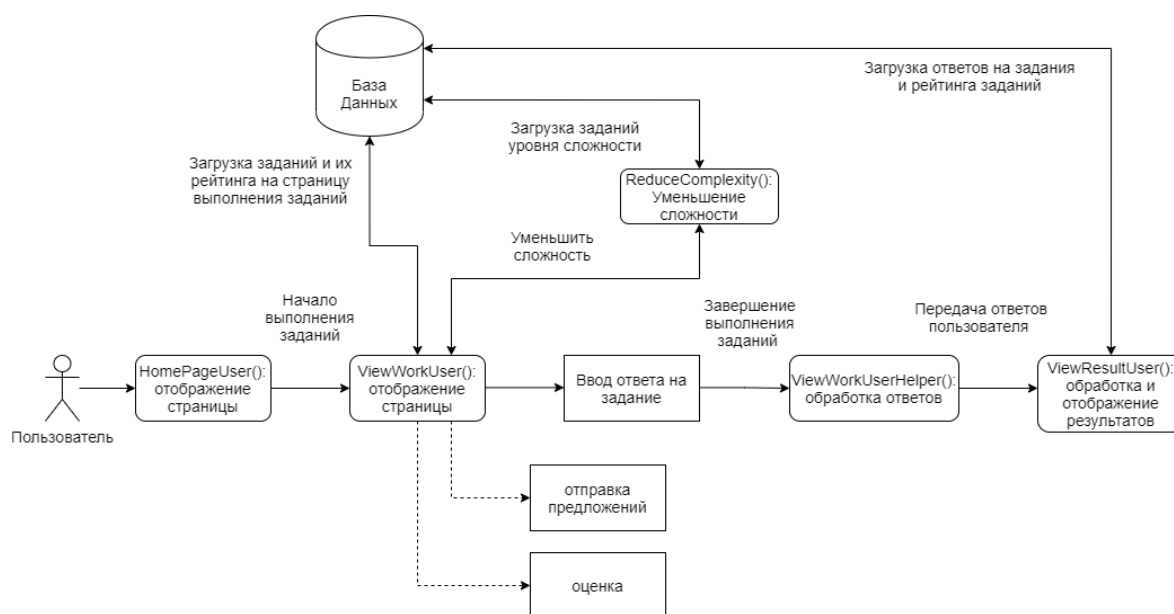 База
Данных
Загрузка ответов на задания
и рейтинга заданий
Загрузка заданий
уровня сложности
Загрузка заданий и их
рейтинга на страницу
выполнения заданий
ReduceComplexity():
Уменьшение
сложности
Уменьшить
сложность
Начало
выполнения
заданий
Завершение
выполнения
заданий
Передача ответов
пользователя
Пользователь
HomePageUser():
отображение
страницы
ViewWorkUser():
отображение
страницы
Ввод ответа на
задание
ViewWorkUserHelper():
обработка ответов
ViewResultUser():
обработка и
отображение
результатов
отправка
предложений
оценка